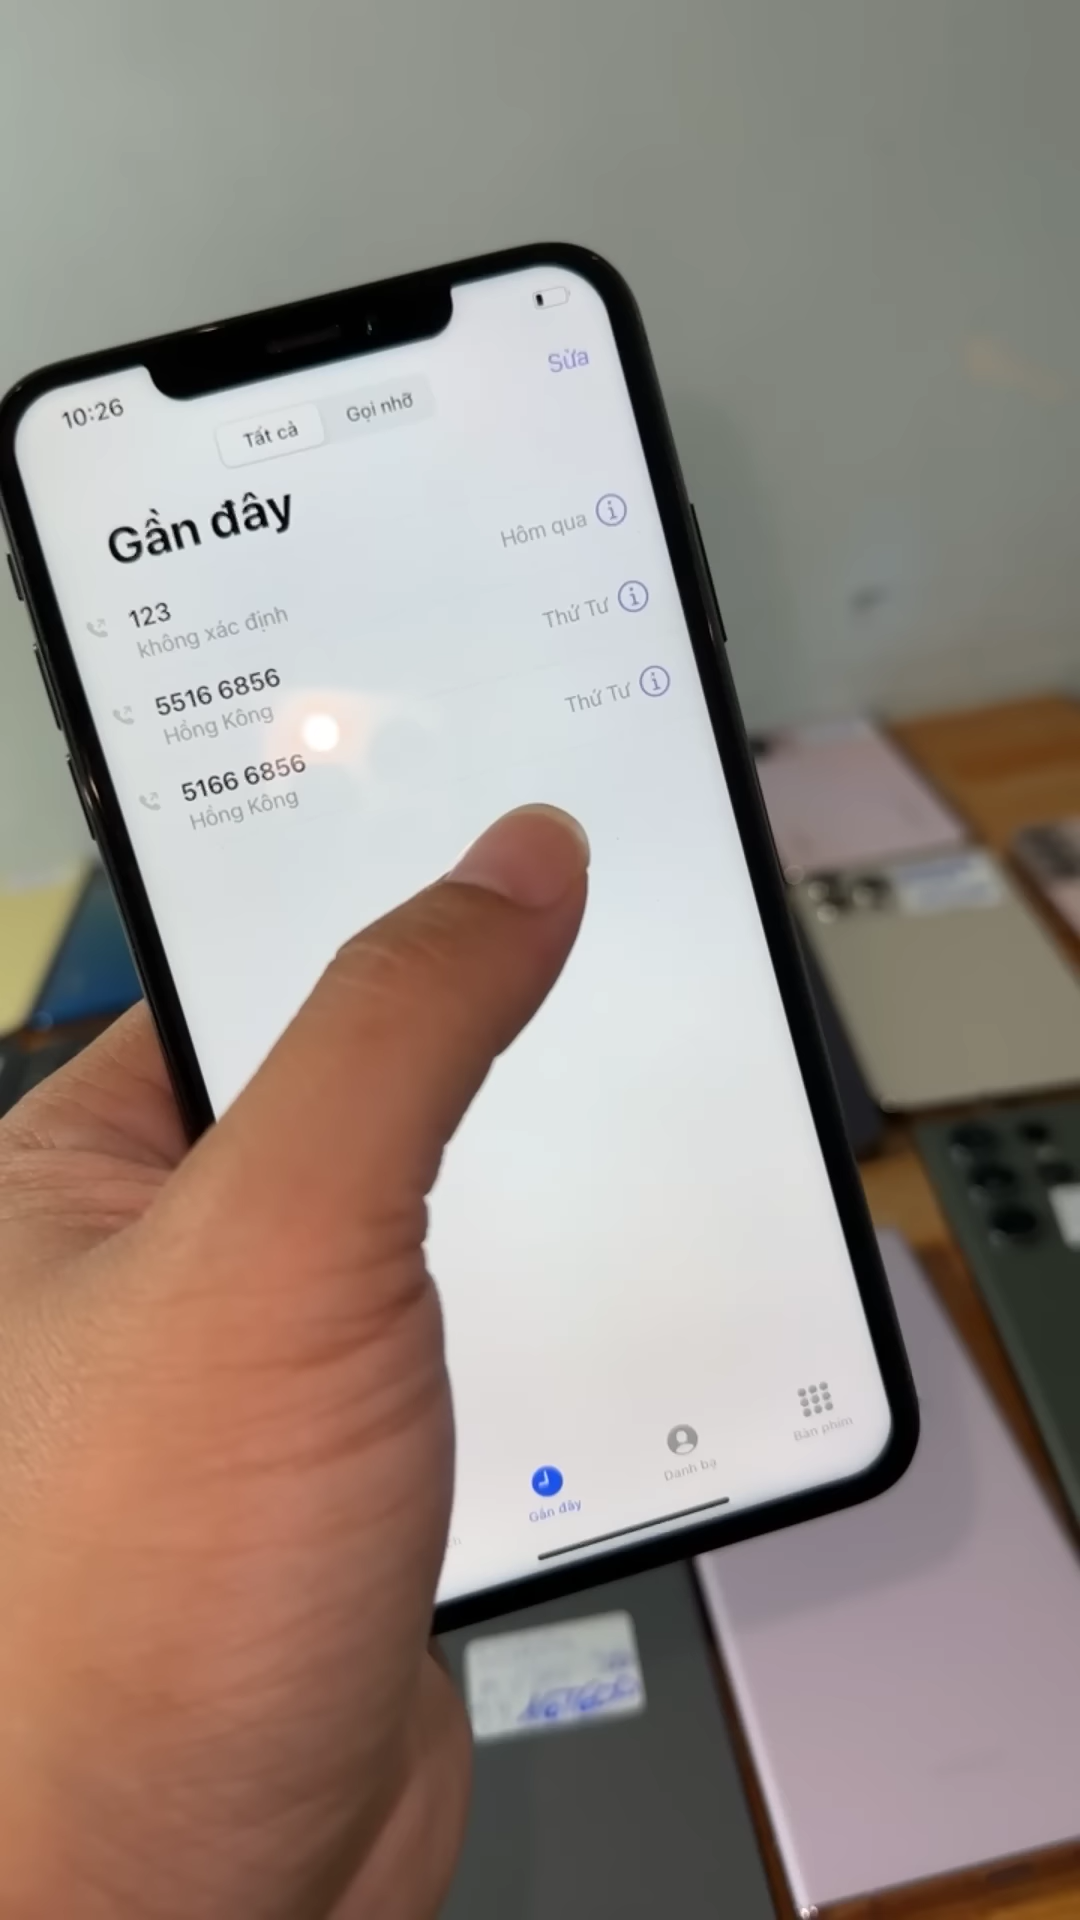 10:26
Sửa
Tất cả
Gọi nhỡ
Gần đây
123
không xác định
Hôm qua
5516 6856
Hồng Kông
Thứ Tư
5166 6856
Hồng Kông
Thứ Tư
Gần đây
Danh bạ
Bàn phím